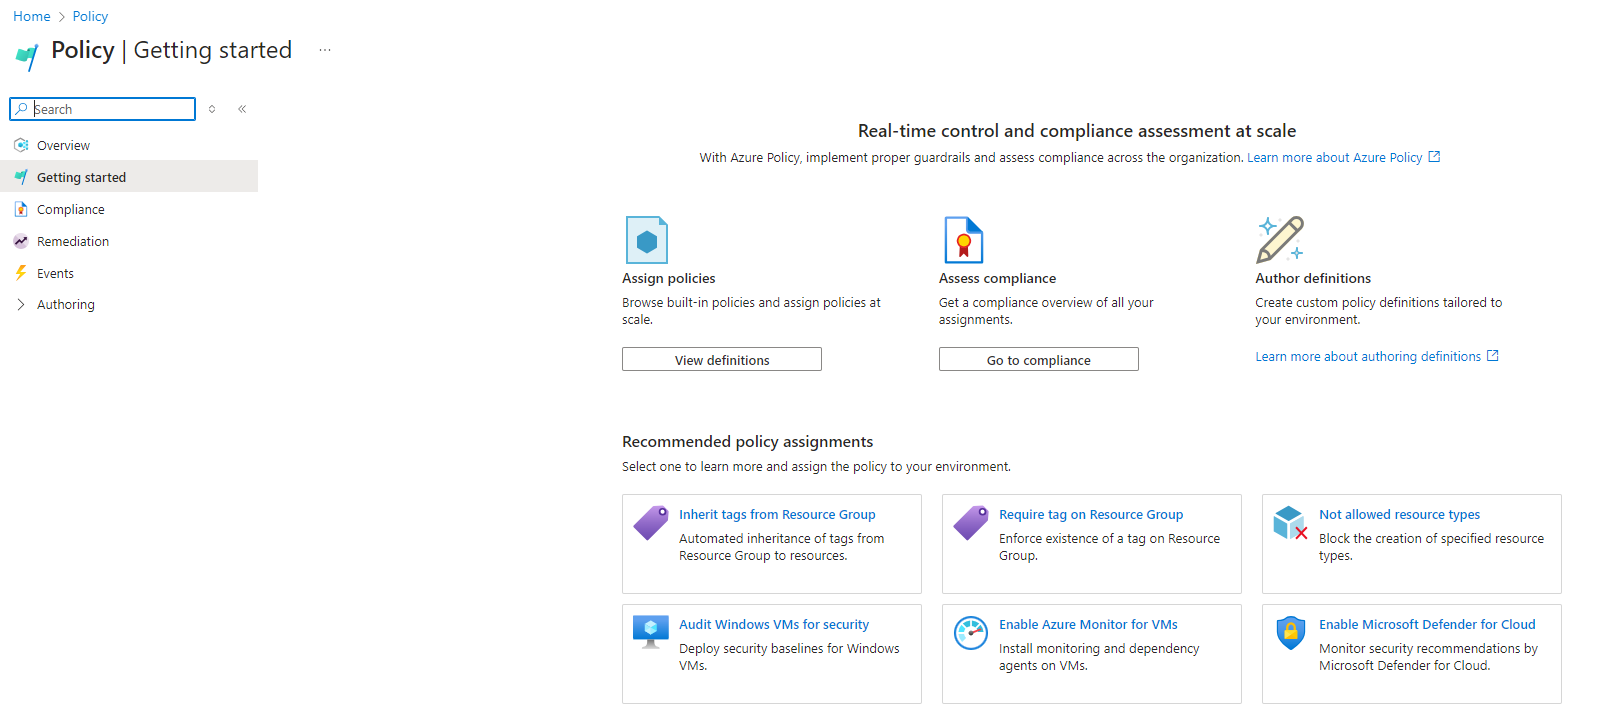 Home > Policy
Policy | Getting started ...
Search
Overview
Getting started
Compliance
Remediation
Events
Authoring
Real-time control and compliance assessment at scale
With Azure Policy, implement proper guardrails and assess compliance across the organization. Learn more about Azure Policy
Assign policies
Browse built-in policies and assign policies at
scale.
View definitions
Assess compliance
Get a compliance overview of all your
assignments.
Go to compliance
Author definitions
Create custom policy definitions tailored to
your environment.
Learn more about authoring definitions
Recommended policy assignments
Select one to learn more and assign the policy to your environment.
Inherit tags from Resource Group
Automated inheritance of tags from
Resource Group to resources.
Require tag on Resource Group
Enforce existence of a tag on Resource
Group.
Not allowed resource types
Block the creation of specified resource
types.
Audit Windows VMs for security
Deploy security baselines for Windows
VMs.
Enable Azure Monitor for VMs
Install monitoring and dependency
agents on VMs.
Enable Microsoft Defender for Cloud
Monitor security recommendations by
Microsoft Defender for Cloud.